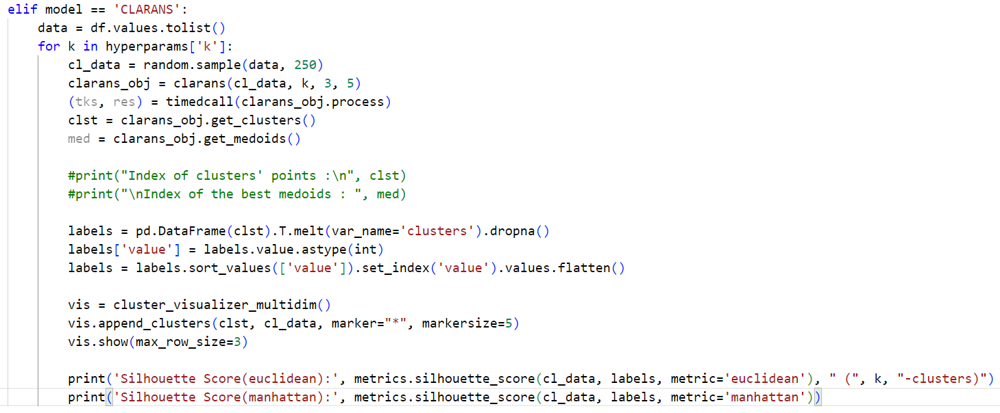 elif model == 'CLARANS':
data = df.values.tolist()
for k in hyperparams['k']:
cl_data = random.sample(data, 250)
clarans_obj = clarans(cl_data, k, 3, 5)
(tks, res) = timedcall(clarans_obj.process)
clst = clarans_obj.get_clusters()
med = clarans_obj.get_medoids()
#print("Index of clusters' points :\n", clst)
#print("\nIndex of the best medoids : ", med)
labels = pd.DataFrame(clst).T.melt(var_name='clusters').dropna()
labels['value'] = labels.value.astype(int)
labels = labels.sort_values(['value']).set_index('value').values.flatten()
vis = cluster_visualizer_multidim()
vis.append_clusters(clst, cl_data, marker="*", markersize=5)
vis.show(max_row_size=3)
print('Silhouette Score(euclidean):', metrics.silhouette_score(cl_data, labels, metric='euclidean'), " (", k, "-clusters)")
print('Silhouette Score(manhattan):', metrics.silhouette_score(cl_data, labels, metric='manhattan'))